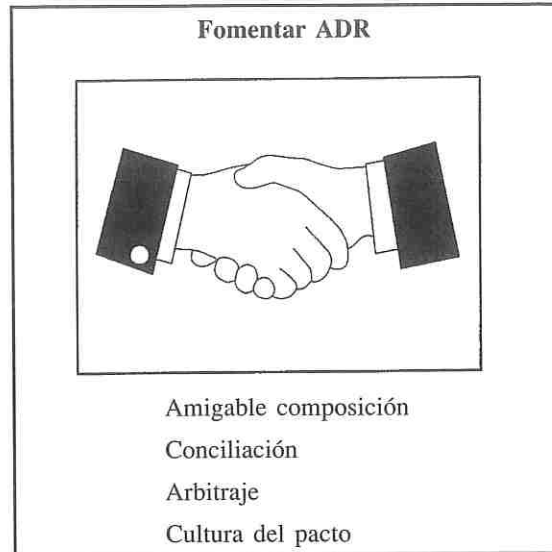 Fomentar ADR
Amigable composición
Conciliación
Arbitraje
Cultura del pacto